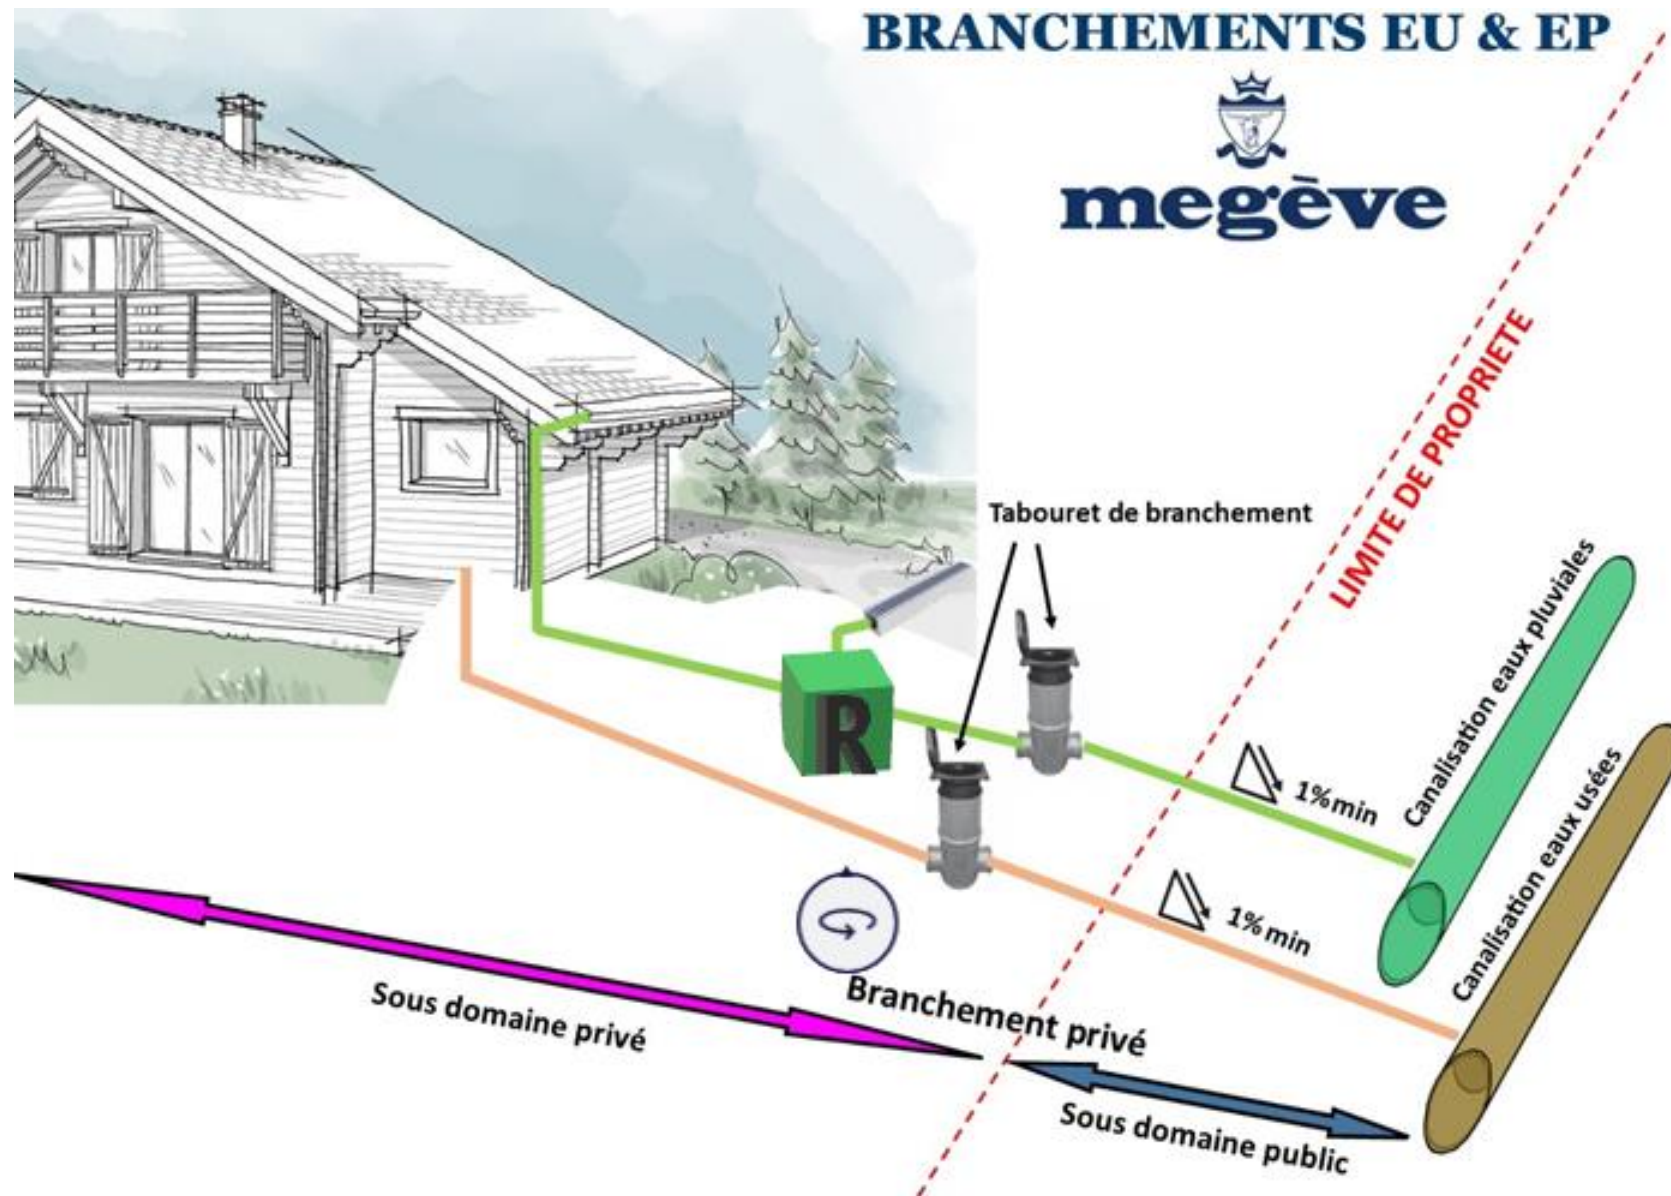 BRANCHEMENTS EU & EP
megève
LIMITE DE PROPRIETE
Tabouret de branchement
Canalisation eaux pluviales
R
1%min
Canalisation eaux usées
1%min
Branchement privé
Sous domaine privé
Sous domaine public